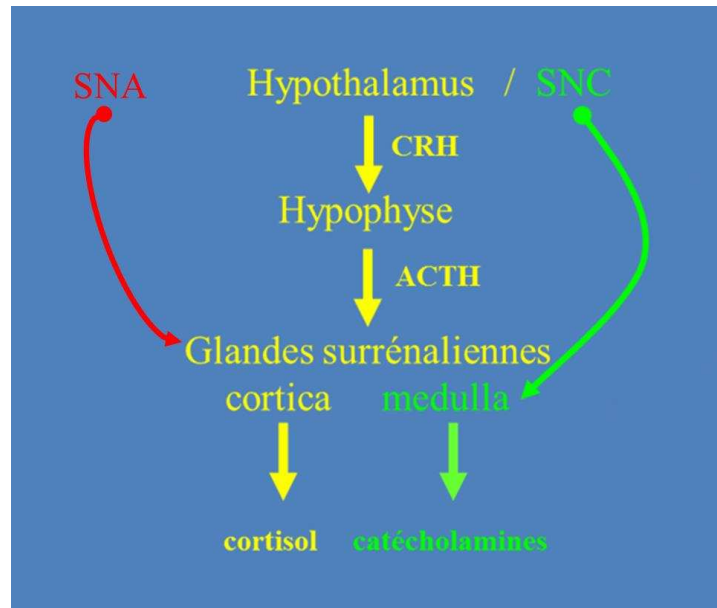 SNA Hypothalamus / SNC
CRH
Hypophyse
ACTH
Glandes surrénaliennes
cortica medulla
cortisol catécholamines